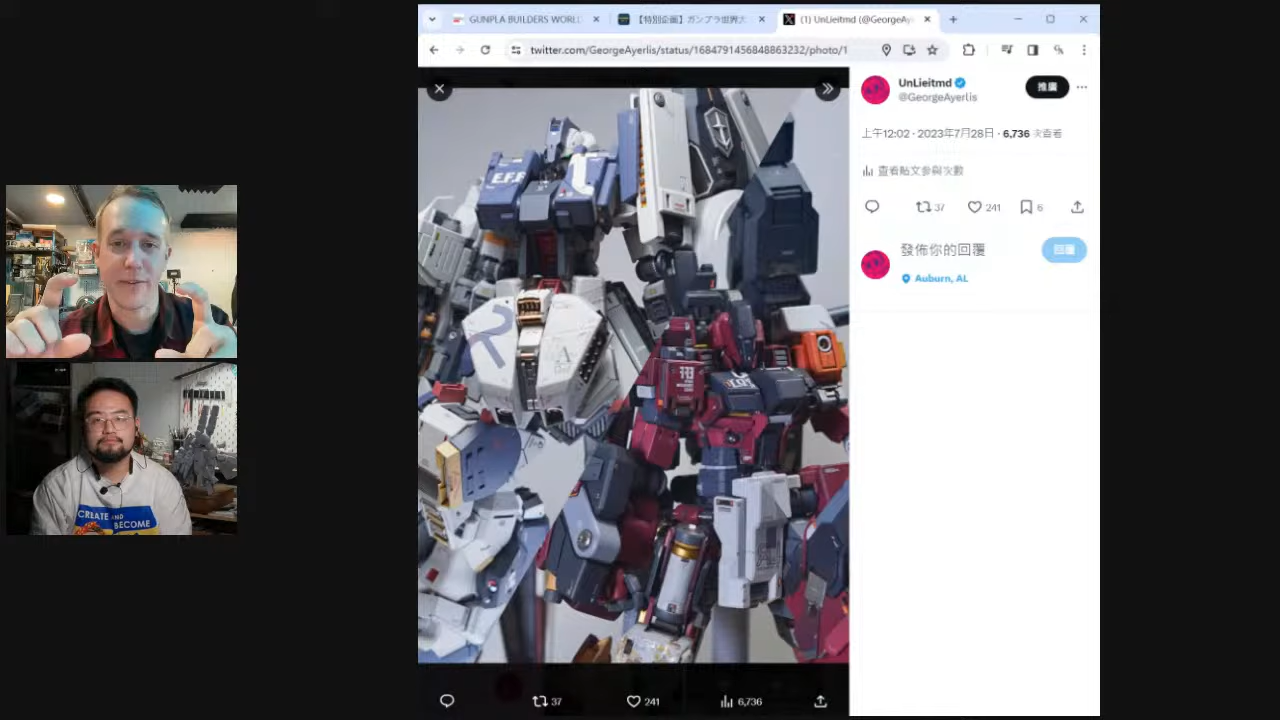 GUNPLA BUILDERS WORL
【特別企画】ガンプラ世界大
(1) UnLieitmd (@GeorgeAy
twitter.com/GeorgeAyerlis/status/1684791456848863232/photo/1
UnLieitmd
@GeorgeAyerlis
推廣
上午12:02 · 2023年7月28日 · 6,736 次查看
查看貼文參與次數
37
241
6
發佈你的回覆
回覆
Auburn, AL
E.F.F
R
A
CREATE AND
BECOME
37
241
6,736